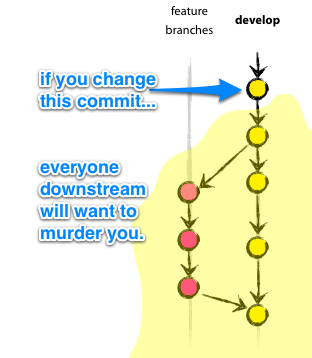 feature
branches
develop
if you change
this commit...
everyone
downstream
will want to
murder you.